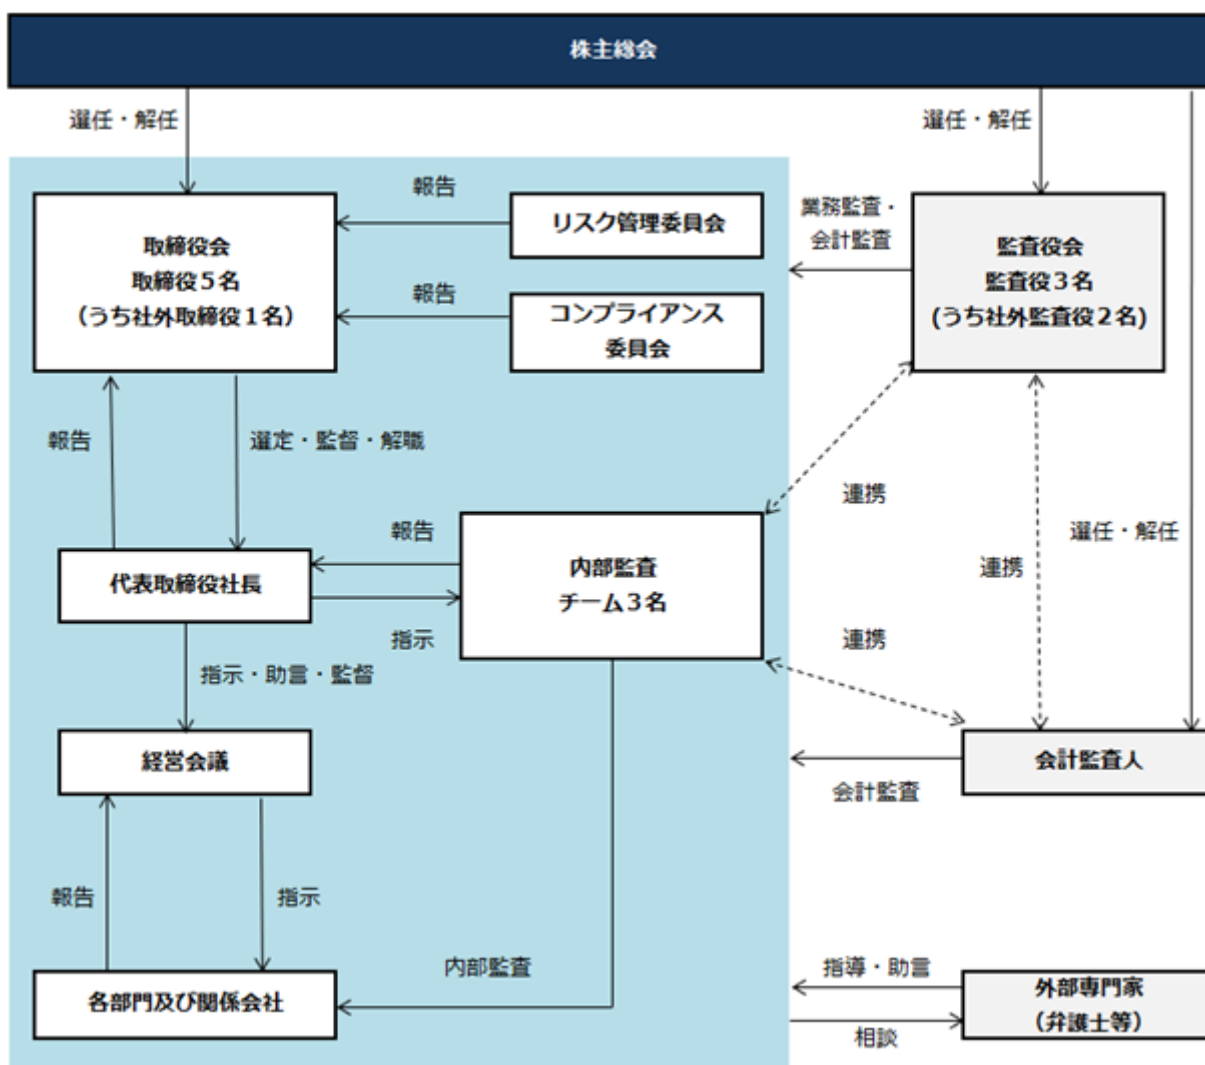 株主総会
選任・解任
選任・解任
報告
リスク管理委員会
取締役会
取締役５名
（うち社外取締役１名）
業務監査・
会計監査
監査役会
監査役３名
(うち社外監査役２名)
報告
コンプライアンス
委員会
報告
選定・監督・解職
連携
選任・解任
報告
内部監査
チーム３名
代表取締役社長
連携
指示
連携
指示・助言・監督
経営会議
会計監査人
会計監査
報告
指示
内部監査
指導・助言
各部門及び関係会社
外部専門家
（弁護士等）
相談